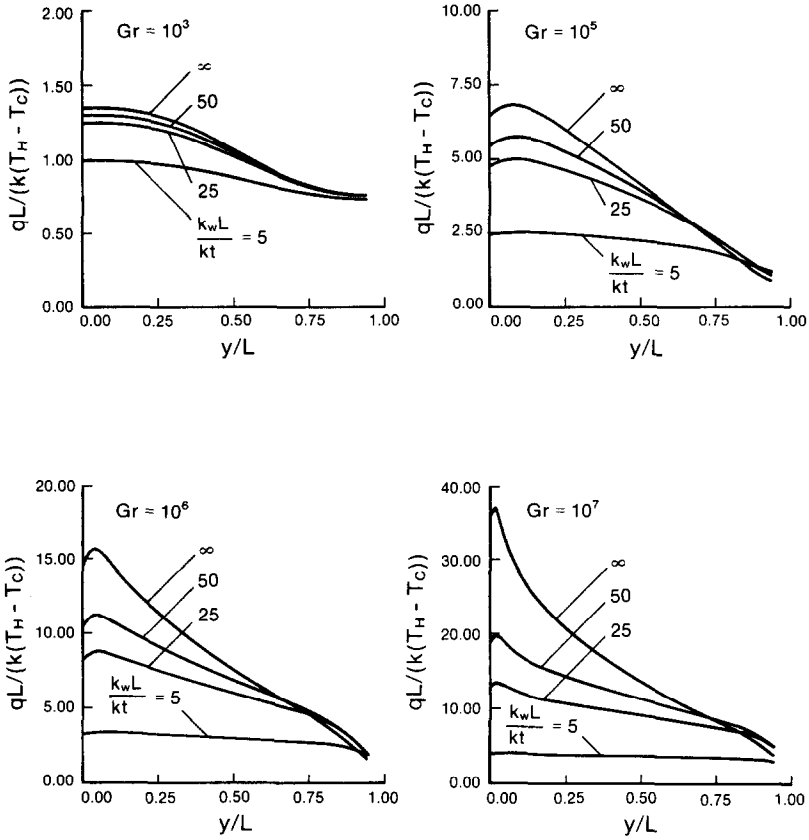 2.00
Gr = 10³
∞
1.50
50
1.00
25
k_wL
kt
= 5
0.50
0.00
0.00 0.25 0.50 0.75 1.00
y/L
qL/(k(T_H - T_C))
10.00
Gr = 10⁵
7.50
∞
50
5.00
25
2.50
k_wL
kt
= 5
0.00
0.00 0.25 0.50 0.75 1.00
y/L
qL/(k(T_H - T_C))
20.00
Gr = 10⁶
15.00
∞
50
10.00
25
k_wL
kt
= 5
5.00
0.00
0.00 0.25 0.50 0.75 1.00
y/L
qL/(k(T_H - T_C))
40.00
Gr = 10⁷
30.00
∞
50
20.00
25
10.00
k_wL
kt
= 5
0.00
0.00 0.25 0.50 0.75 1.00
y/L
qL/(k(T_H - T_C))